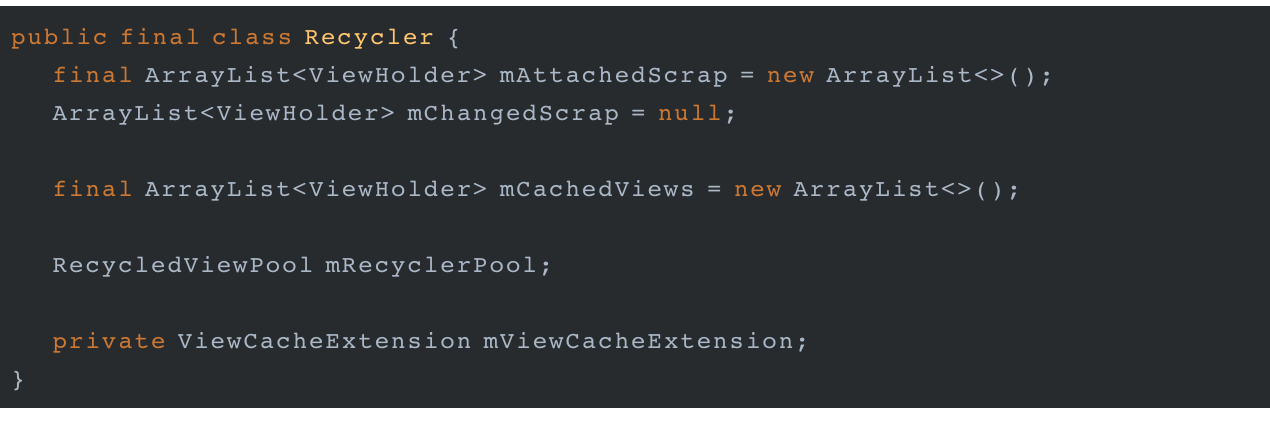 public final class Recycler {
final ArrayList<ViewHolder> mAttachedScrap = new ArrayList<>();
ArrayList<ViewHolder> mChangedScrap = null;
final ArrayList<ViewHolder> mCachedViews = new ArrayList<>();
RecycledViewPool mRecyclerPool;
private ViewCacheExtension mViewCacheExtension;
}